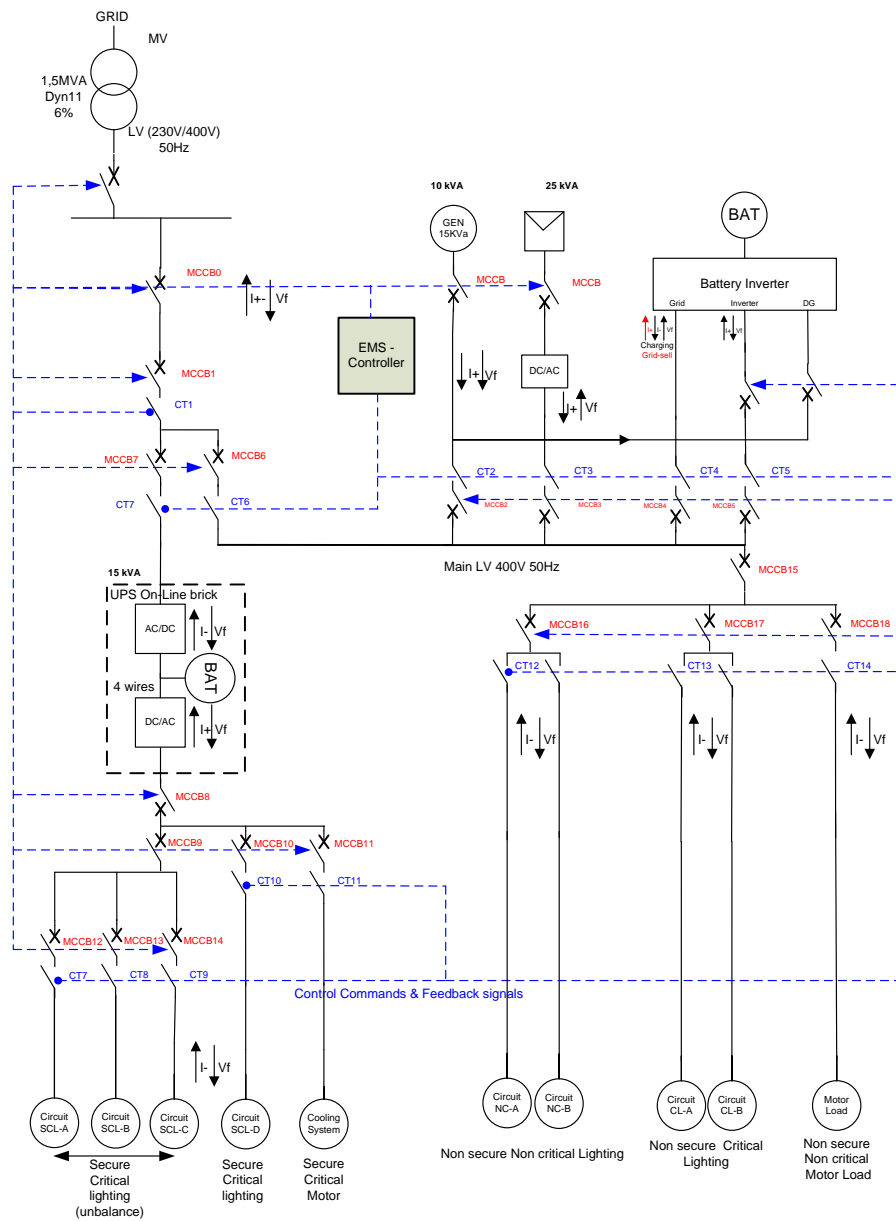 GRID
MV
1,5MVA
Dyn11
6%
LV (230V/400V)
50Hz
10 kVA
25 kVA
GEN
15KVa
BAT
MCCB0
I+-
Vf
MCCB
MCCB
Battery Inverter
Grid
Inverter
DG
I+
I-
Vf
I+
Vf
Charging
Grid-sell
EMS -
Controller
MCCB1
I+
Vf
DC/AC
I+
Vf
CT1
MCCB7
MCCB6
CT7
CT6
CT2
CT3
CT4
CT5
MCCB2
MCCB3
MCCB4
MCCB5
Main LV 400V 50Hz
MCCB15
15 kVA
UPS On-Line brick
AC/DC
I-
Vf
BAT
4 wires
DC/AC
I+
Vf
MCCB16
MCCB17
MCCB18
CT12
CT13
CT14
I-
Vf
I-
Vf
I-
Vf
MCCB8
MCCB9
MCCB10
MCCB11
CT10
CT11
MCCB12
MCCB13
MCCB14
CT7
CT8
CT9
Control Commands & Feedback signals
I-
Vf
Circuit
SCL-A
Circuit
SCL-B
Circuit
SCL-C
Circuit
SCL-D
Cooling
System
Circuit
NC-A
Circuit
NC-B
Circuit
CL-A
Circuit
CL-B
Motor
Load
Secure
Critical
lighting
(unbalance)
Secure
Critical
lighting
Secure
Critical
Motor
Non secure Non critical Lighting
Non secure Critical
Lighting
Non secure
Non critical
Motor Load